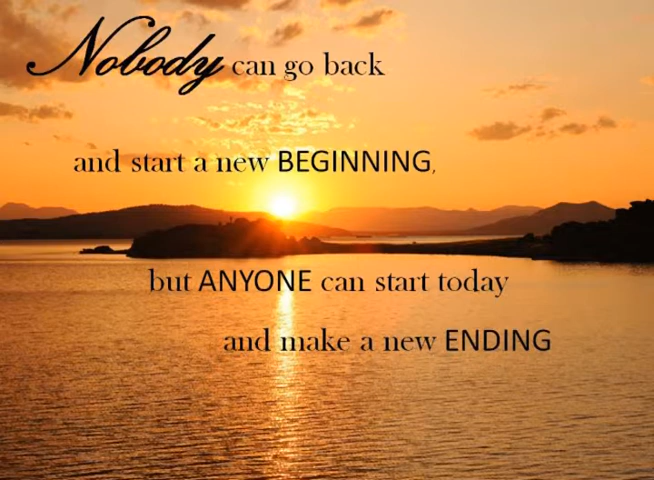 Nobody can go back
and start a new BEGINNING,
but ANYONE can start today
and make a new ENDING